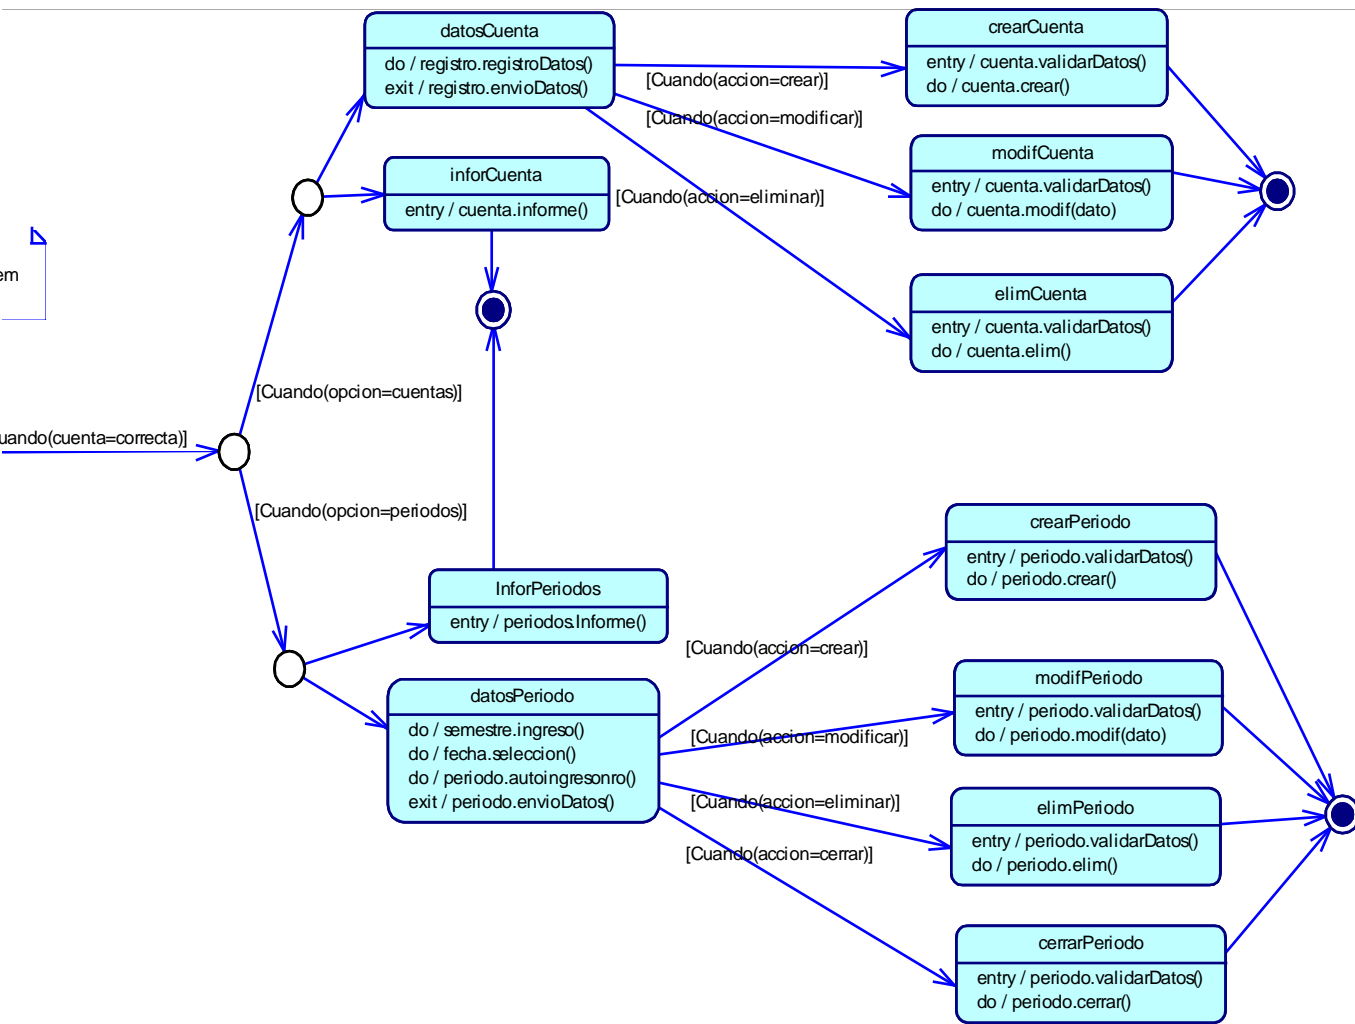 datosCuenta
do / registro.registroDatos()
exit / registro.envioDatos()
crearCuenta
entry / cuenta.validarDatos()
do / cuenta.crear()
[Cuando(accion=crear)]
[Cuando(accion=modificar)]
modifCuenta
entry / cuenta.validarDatos()
do / cuenta.modif(dato)
inforCuenta
entry / cuenta.informe()
[Cuando(accion=eliminar)]
em
elimCuenta
entry / cuenta.validarDatos()
do / cuenta.elim()
[Cuando(opcion=cuentas)]
uando(cuenta=correcta)]
[Cuando(opcion=periodos)]
crearPeriodo
entry / periodo.validarDatos()
do / periodo.crear()
InforPeriodos
entry / periodos.Informe()
[Cuando(accion=crear)]
datosPeriodo
do / semestre.ingreso()
do / fecha.seleccion()
do / periodo.autoingresonro()
exit / periodo.envioDatos()
modifPeriodo
entry / periodo.validarDatos()
do / periodo.modif(dato)
[Cuando(accion=modificar)]
[Cuando(accion=eliminar)]
elimPeriodo
entry / periodo.validarDatos()
do / periodo.elim()
[Cuando(accion=cerrar)]
cerrarPeriodo
entry / periodo.validarDatos()
do / periodo.cerrar()